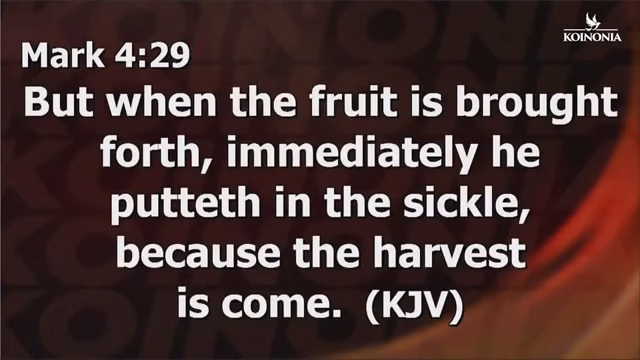 KOINONIA
Mark 4:29
But when the fruit is brought
forth, immediately he
putteth in the sickle,
because the harvest
is come. (KJV)